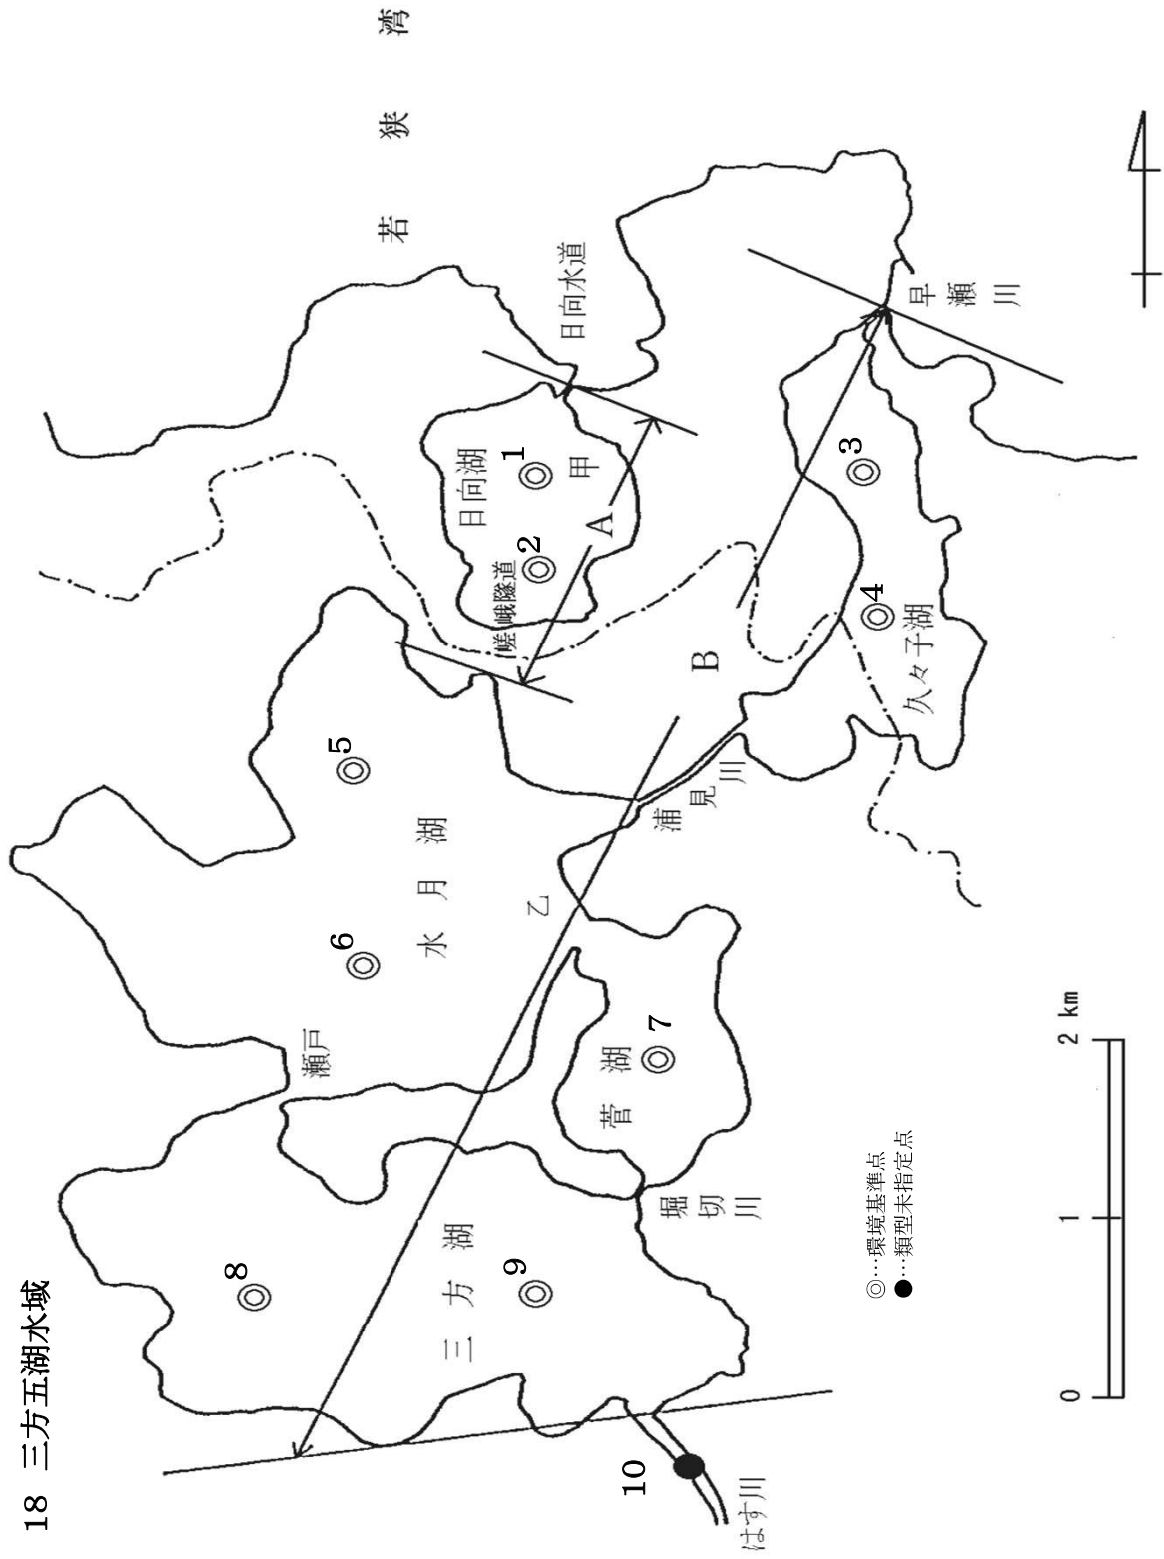 18 三方五湖水域
若狭湾
日向水道
早瀬川
日向湖
1
甲
2
A
嵯峨隧道
3
4
久々子湖
B
5
水月湖
6
乙
浦見川
瀬戸
7
菅湖
堀切川
8
三方湖
9
10
はす川
◎…環境基準点
●…類型未指定点
0 1 2 km